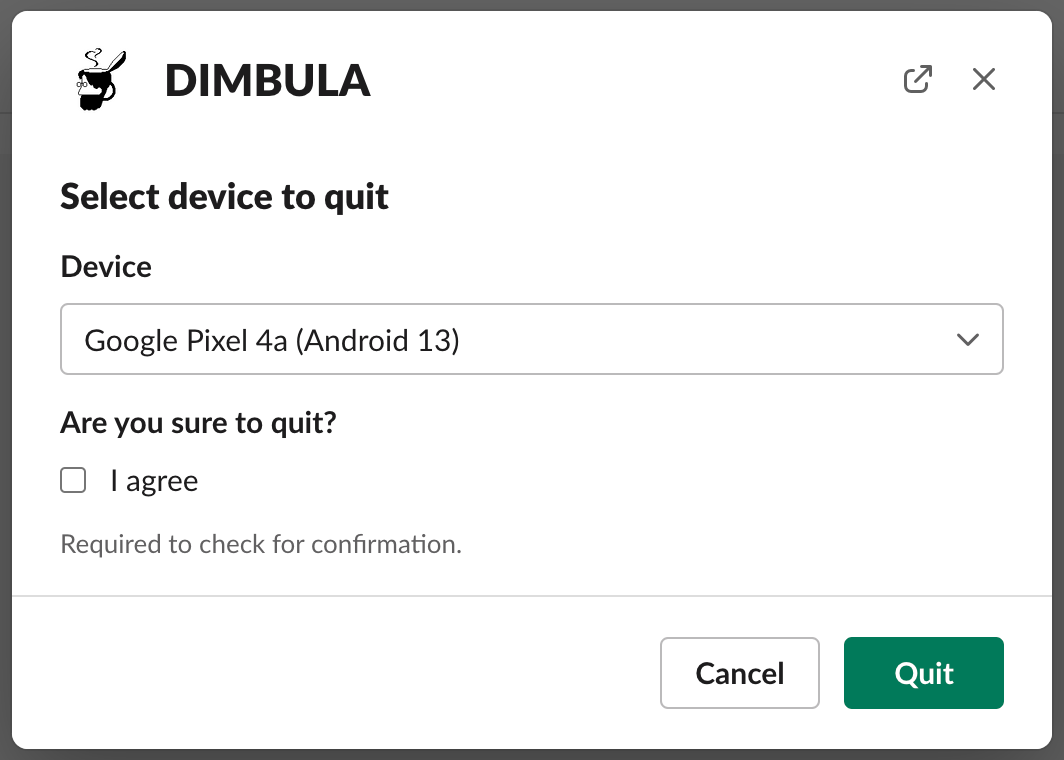 DIMBULA
Select device to quit
Device
Google Pixel 4a (Android 13)
Are you sure to quit?
I agree
Required to check for confirmation.
Cancel
Quit